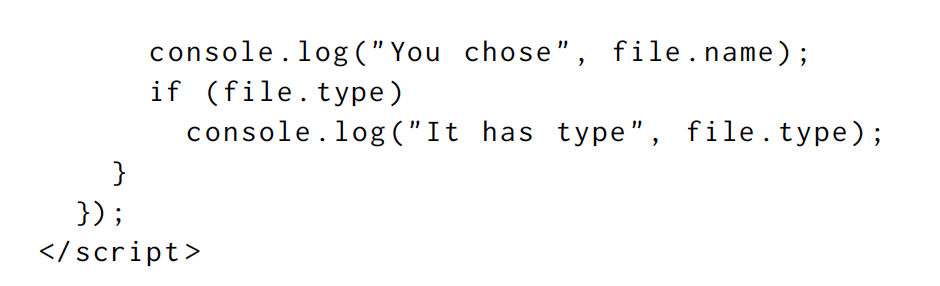 console.log("You chose", file.name);
if (file.type)
console.log("It has type", file.type);
}
});
</script>